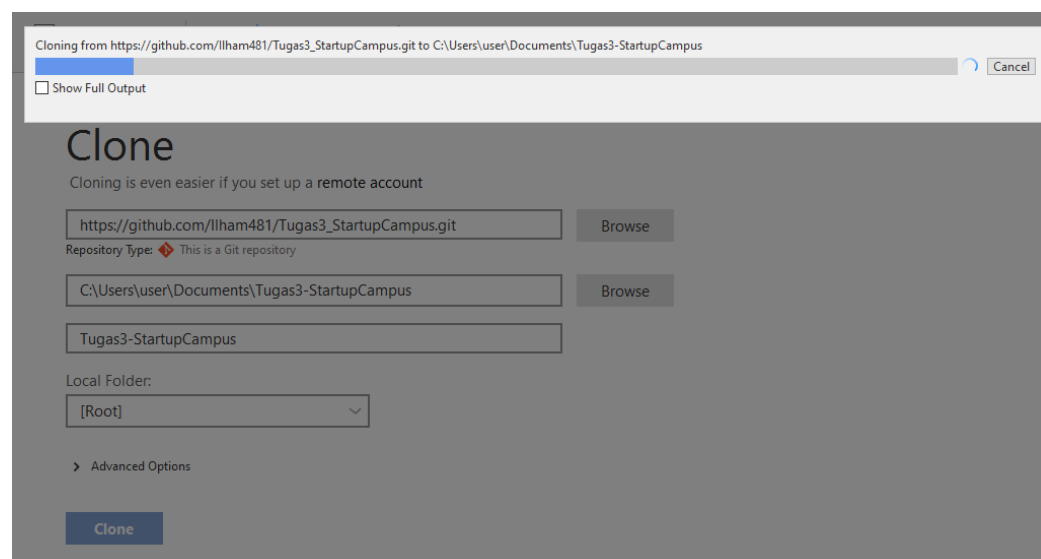 Cloning from https://github.com/Ilham481/Tugas3_StartupCampus.git to C:\Users\user\Documents\Tugas3-StartupCampus
Cancel
Show Full Output
Clone
Cloning is even easier if you set up a remote account
https://github.com/Ilham481/Tugas3_StartupCampus.git
Browse
Repository Type: This is a Git repository
C:\Users\user\Documents\Tugas3-StartupCampus
Browse
Tugas3-StartupCampus
Local Folder:
[Root]
Advanced Options
Clone